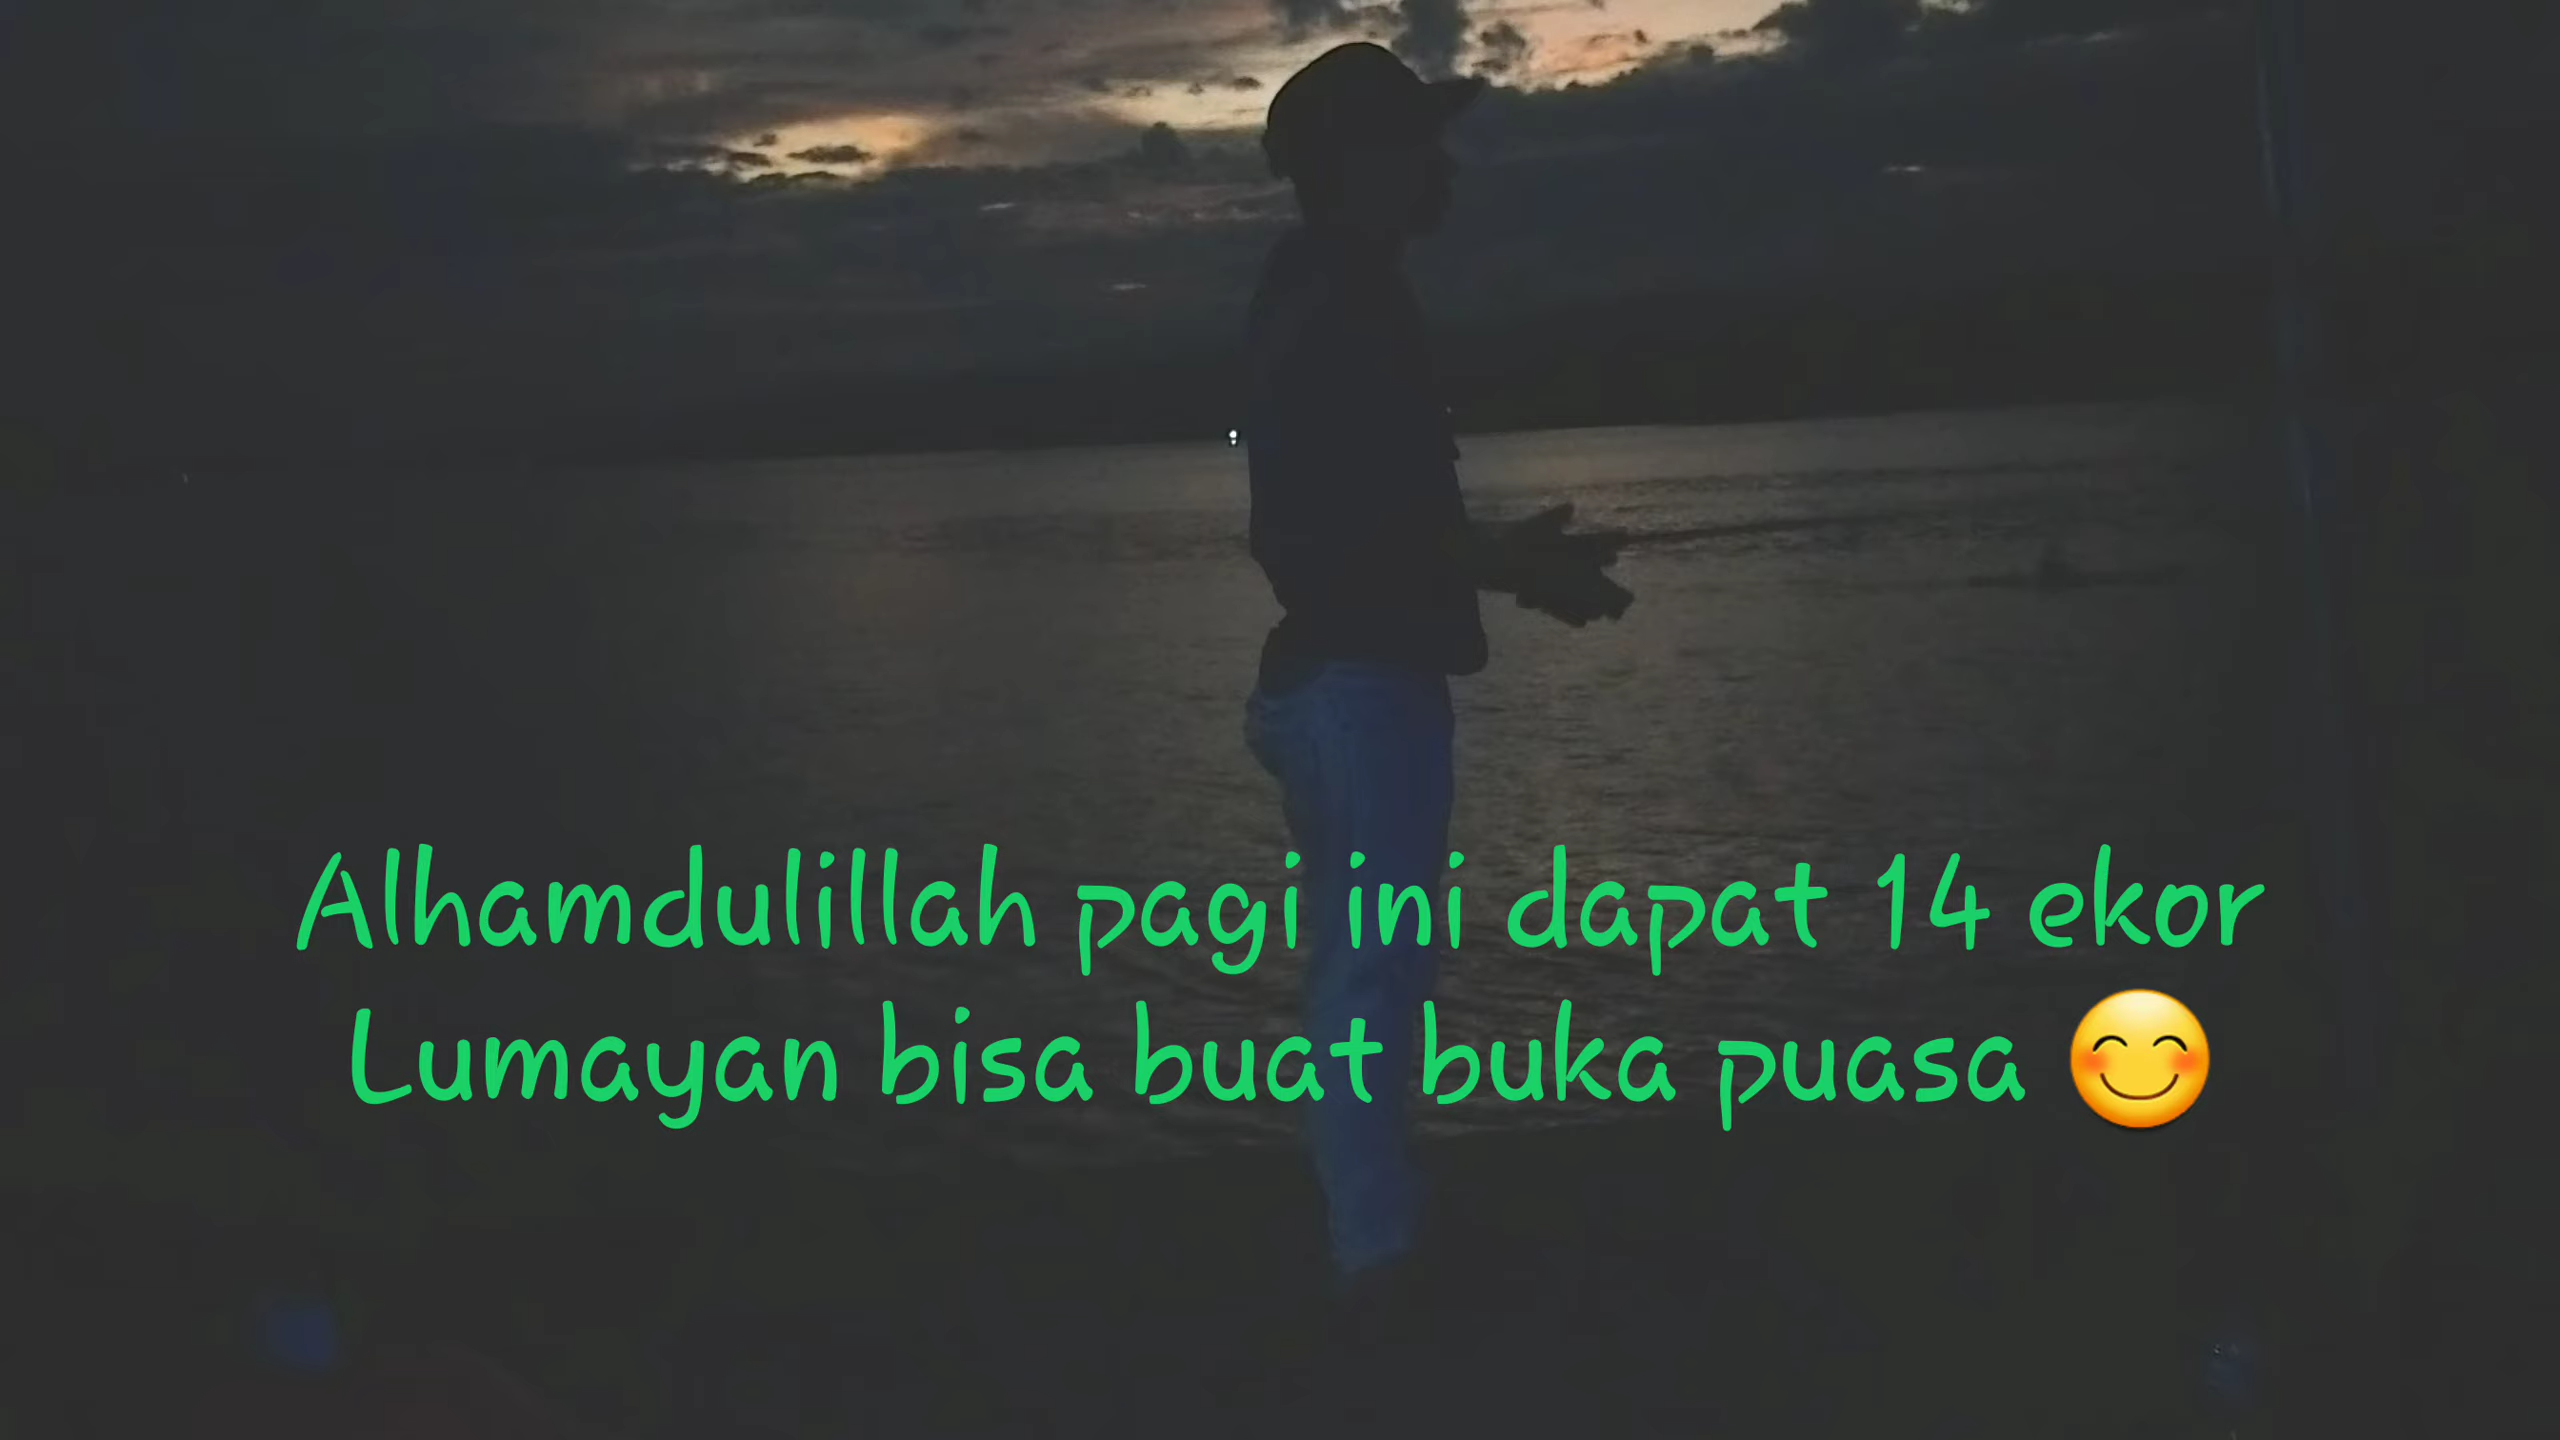 Alhamdulillah pagi ini dapat 14 ekor
Lumayan bisa buat buka puasa 😊